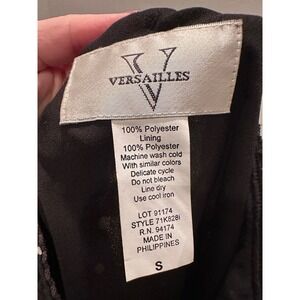 V
VERSAILLES
100% Polyester
Lining
100% Polyester
Machine wash cold
With similar colors
Delicate cycle
Do not bleach
Line dry
Use cool iron
LOT 91174
STYLE 71K828I
R.N. 94174
MADE IN
PHILIPPINES
S